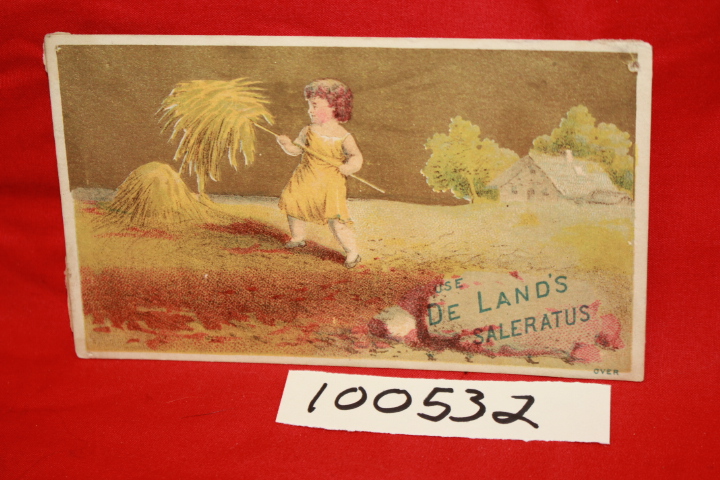 USE
DE LAND'S
SALERATUS
OVER
100532